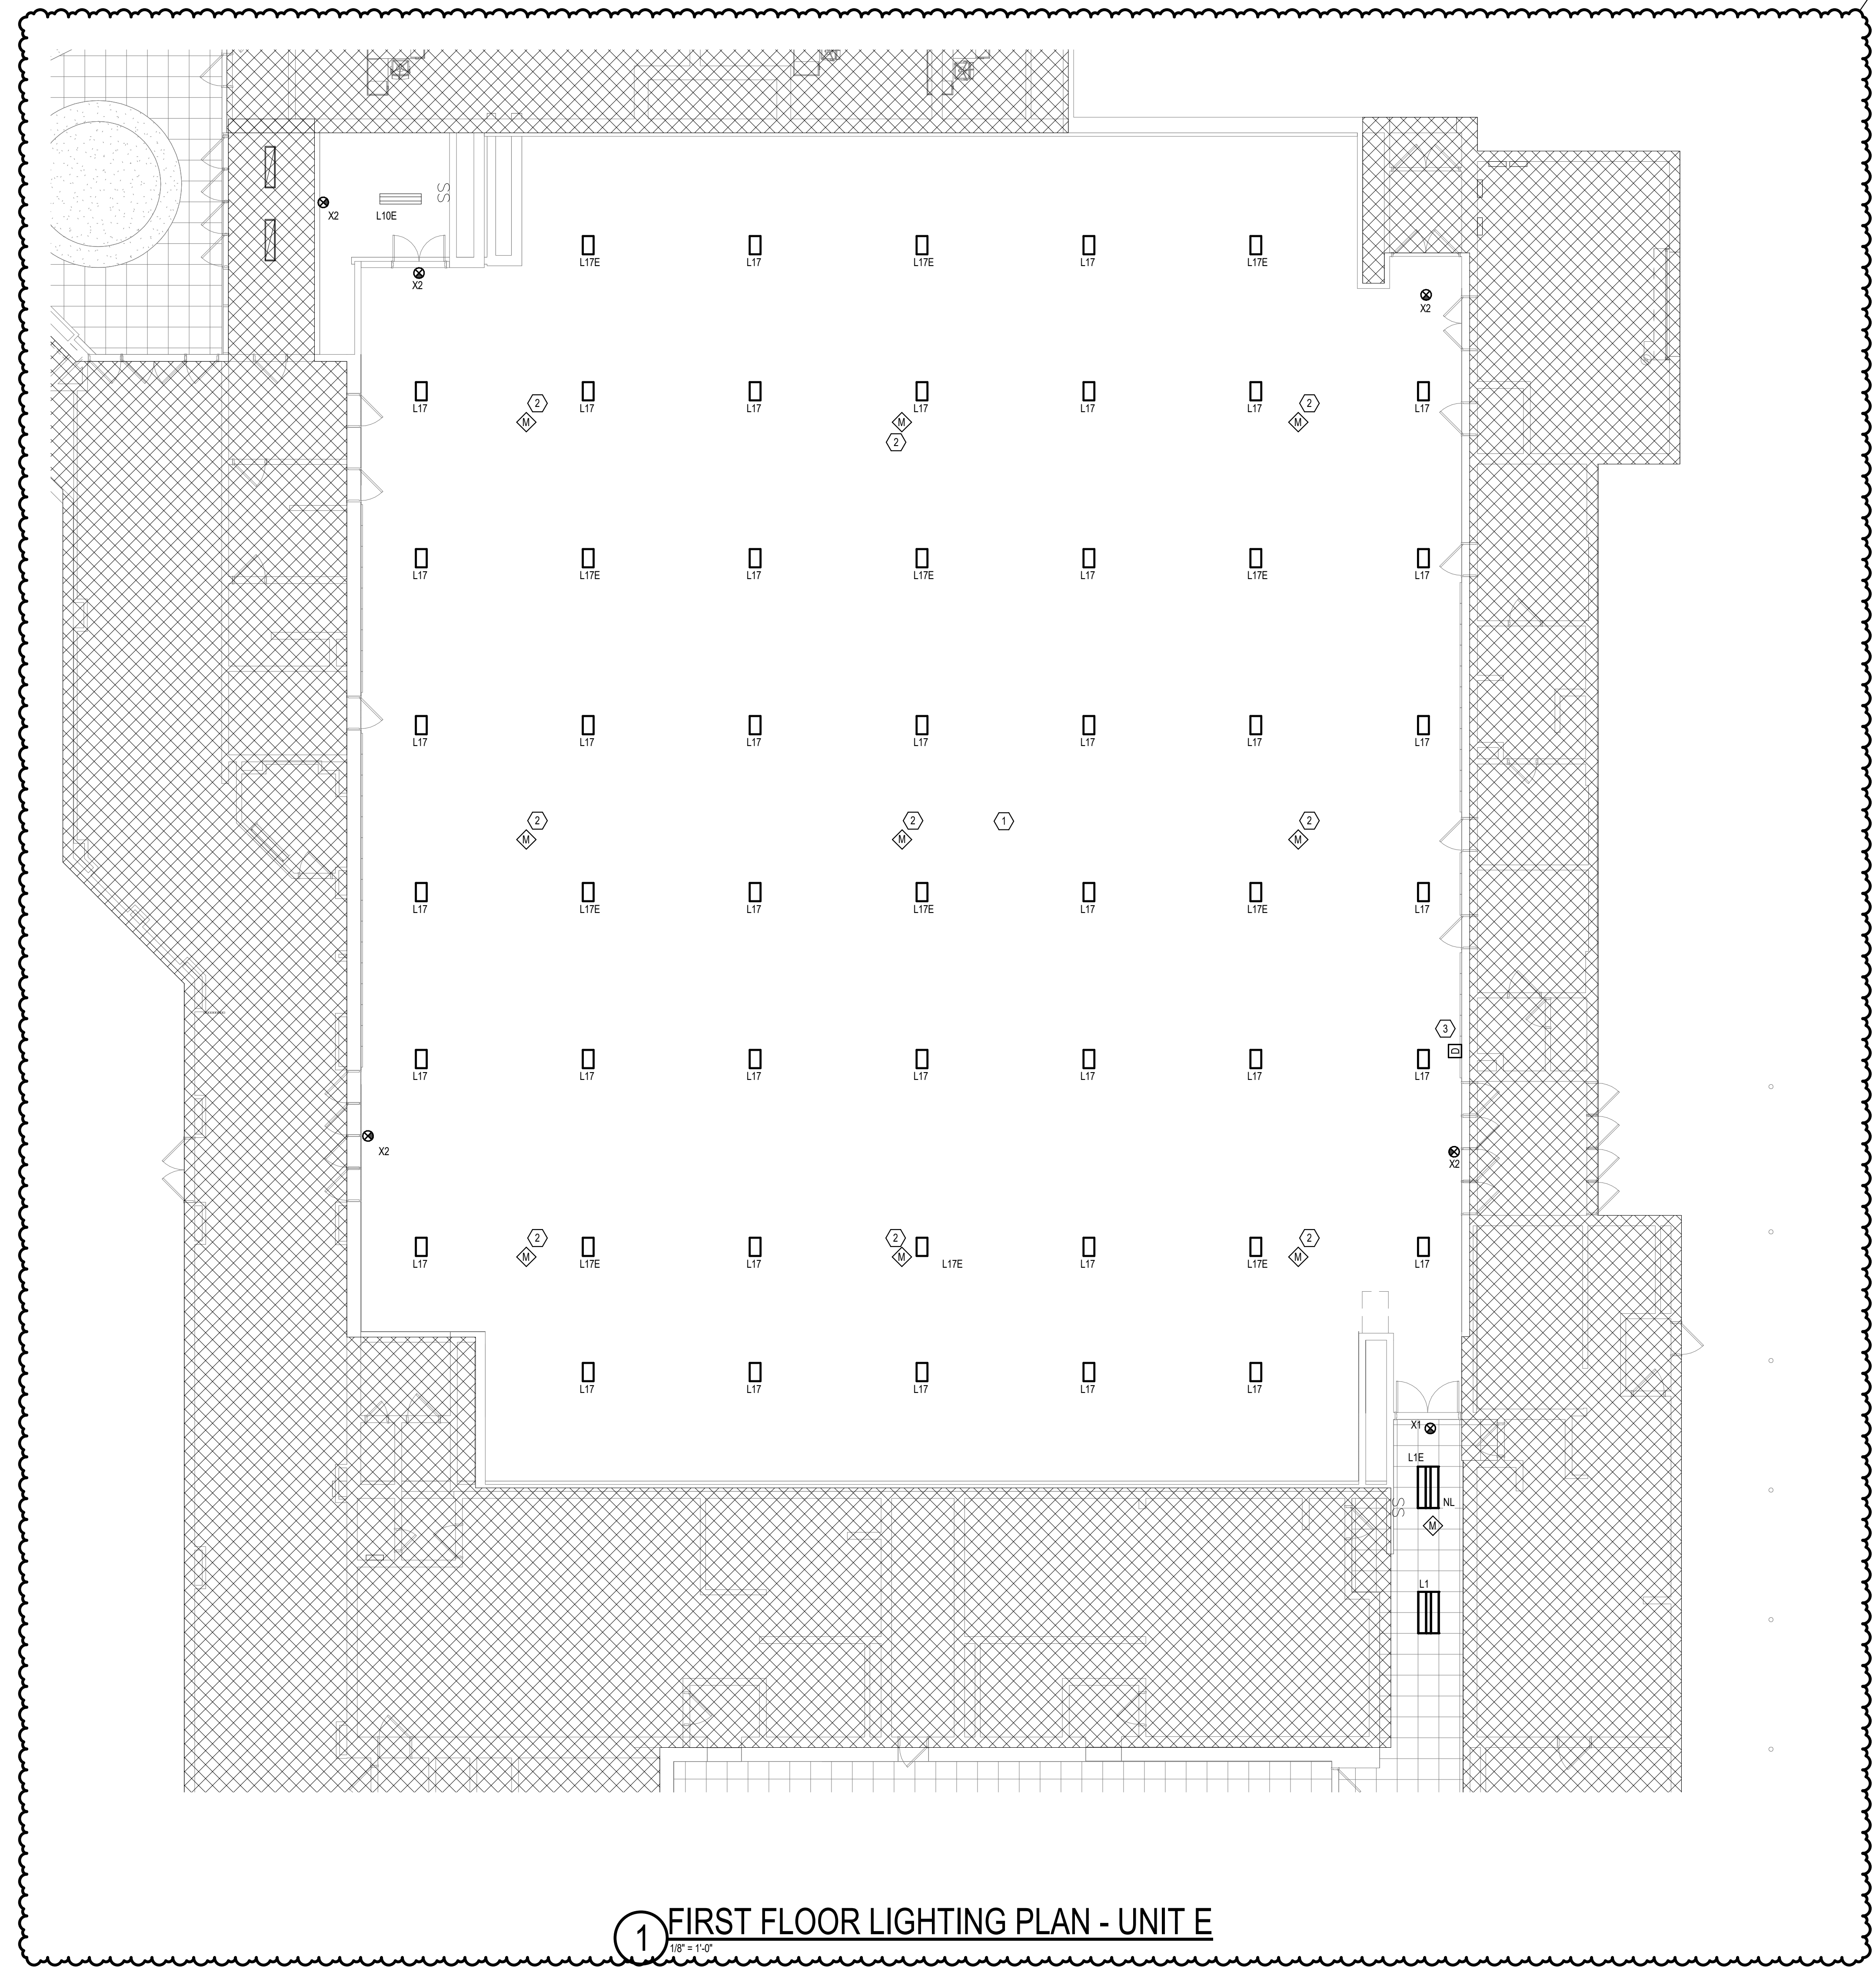 X2
L10E
SS
L17E L17 L17E L17 L17E
X2
X2
L17 L17 L17 L17 L17 L17 L17
2 2
M M M
2
L17 L17E L17 L17E L17 L17E L17
L17 L17 L17 L17 L17 L17 L17
2 2 1 2
M M M
L17 L17E L17 L17E L17 L17E L17
3
D
L17 L17 L17 L17 L17 L17 L17
X2
X2
2 2 2
M M M
L17 L17E L17 L17E L17 L17E L17
L17 L17 L17 L17 L17
X1
L1E
SS NL
M
L1
1 FIRST FLOOR LIGHTING PLAN - UNIT E
1/8" = 1'-0"